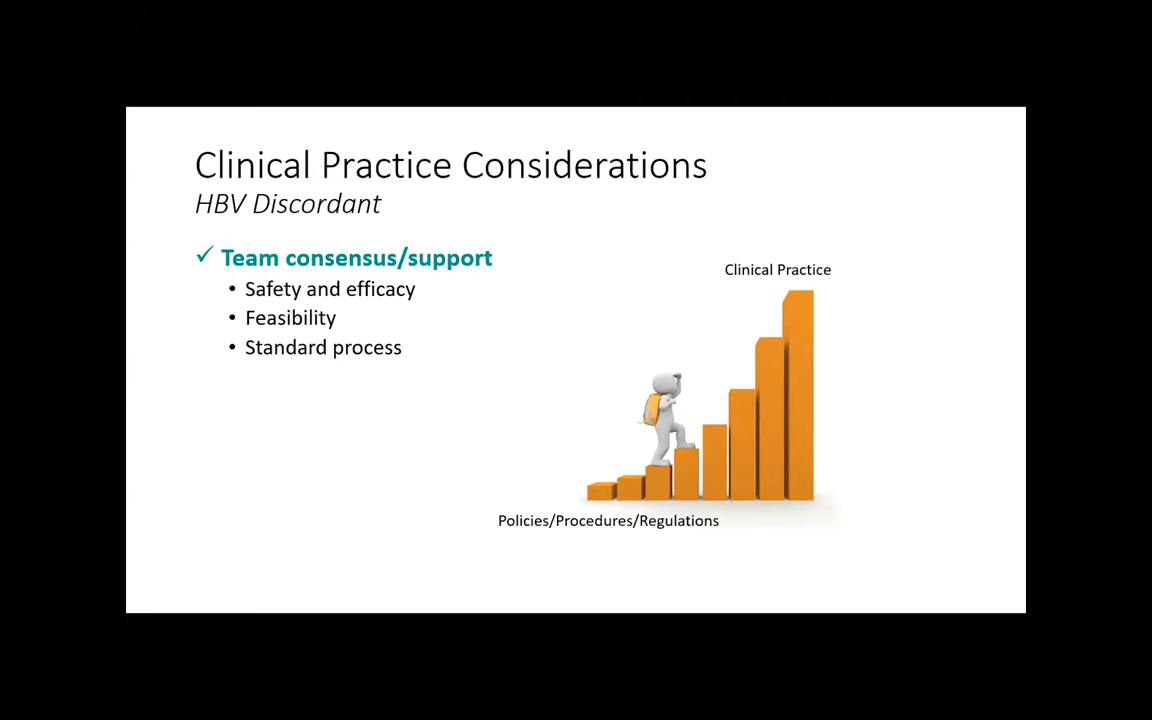 Clinical Practice Considerations
HBV Discordant
✓ Team consensus/support
• Safety and efficacy
• Feasibility
• Standard process
Clinical Practice
Policies/Procedures/Regulations